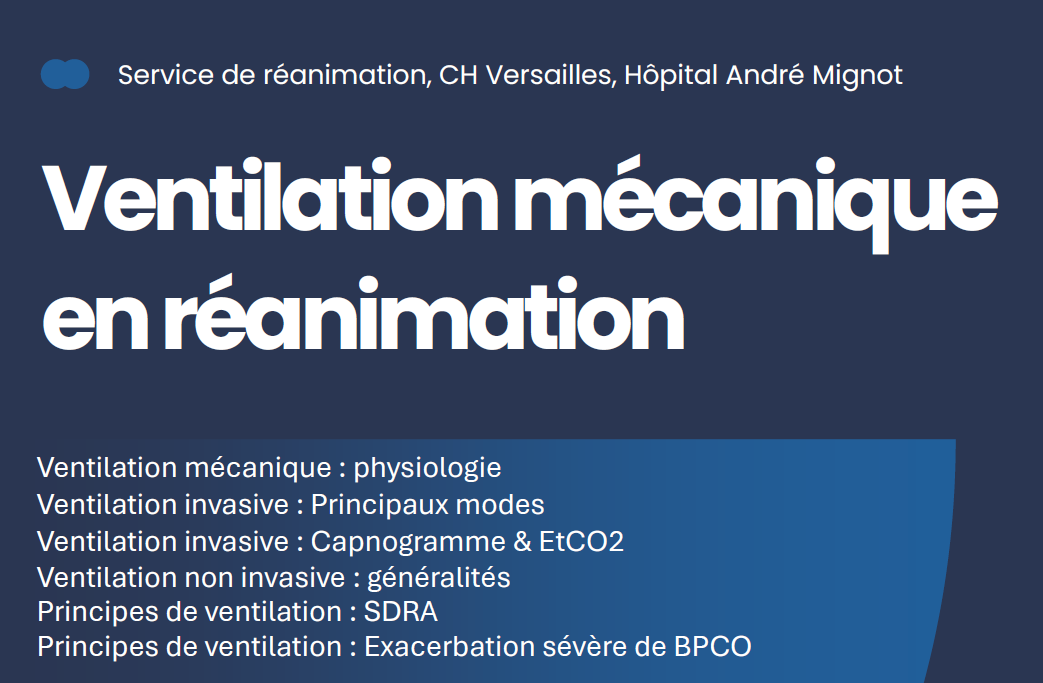 Service de réanimation, CH Versailles, Hôpital André Mignot
Ventilation mécanique
en réanimation
Ventilation mécanique : physiologie
Ventilation invasive : Principaux modes
Ventilation invasive : Capnogramme & EtCO2
Ventilation non invasive : généralités
Principes de ventilation : SDRA
Principes de ventilation : Exacerbation sévère de BPCO